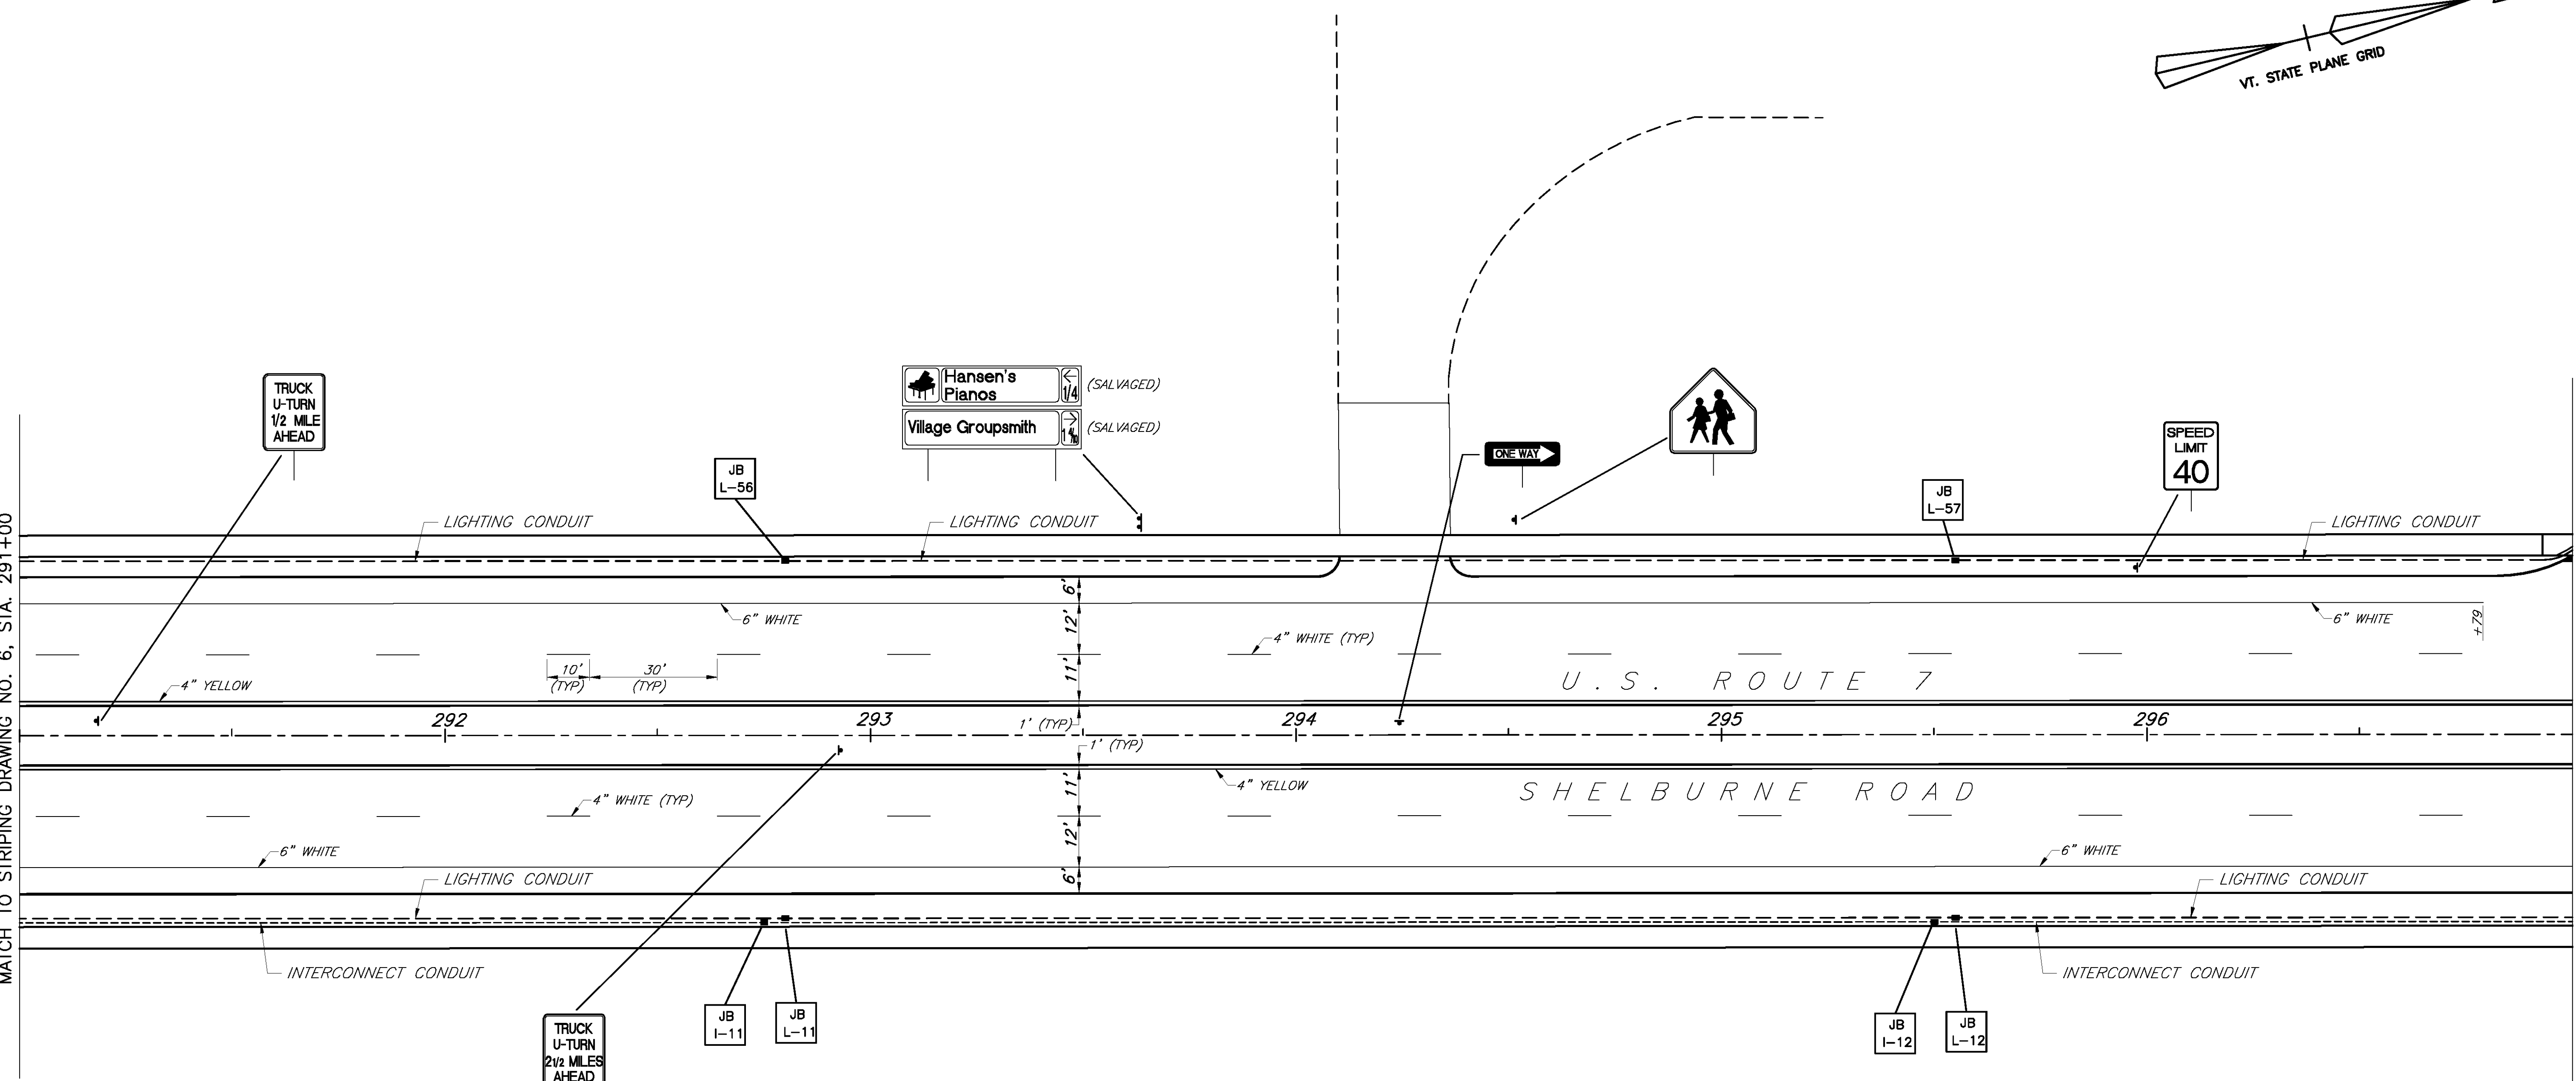 VT. STATE PLANE GRID
TRUCK
U-TURN
1/2 MILE
AHEAD
Hansen's
Pianos
←
1/4
(SALVAGED)
Village Groupsmith
→
(SALVAGED)
JB
L-56
ONE WAY
JB
L-57
SPEED
LIMIT
40
LIGHTING CONDUIT
LIGHTING CONDUIT
LIGHTING CONDUIT
6'
6" WHITE
12'
4" WHITE (TYP)
6" WHITE
+79
10'
(TYP)
30'
(TYP)
11'
4" YELLOW
U.S. ROUTE 7
292
293
1' (TYP)
294
295
296
1' (TYP)
11'
4" YELLOW
SHELBURNE ROAD
4" WHITE (TYP)
12'
6" WHITE
6" WHITE
6'
LIGHTING CONDUIT
LIGHTING CONDUIT
INTERCONNECT CONDUIT
INTERCONNECT CONDUIT
JB
I-11
JB
L-11
JB
I-12
JB
L-12
TRUCK
U-TURN
2 1/2 MILES
AHEAD
MATCH TO STRIPING DRAWING NO. 6, STA. 291+00